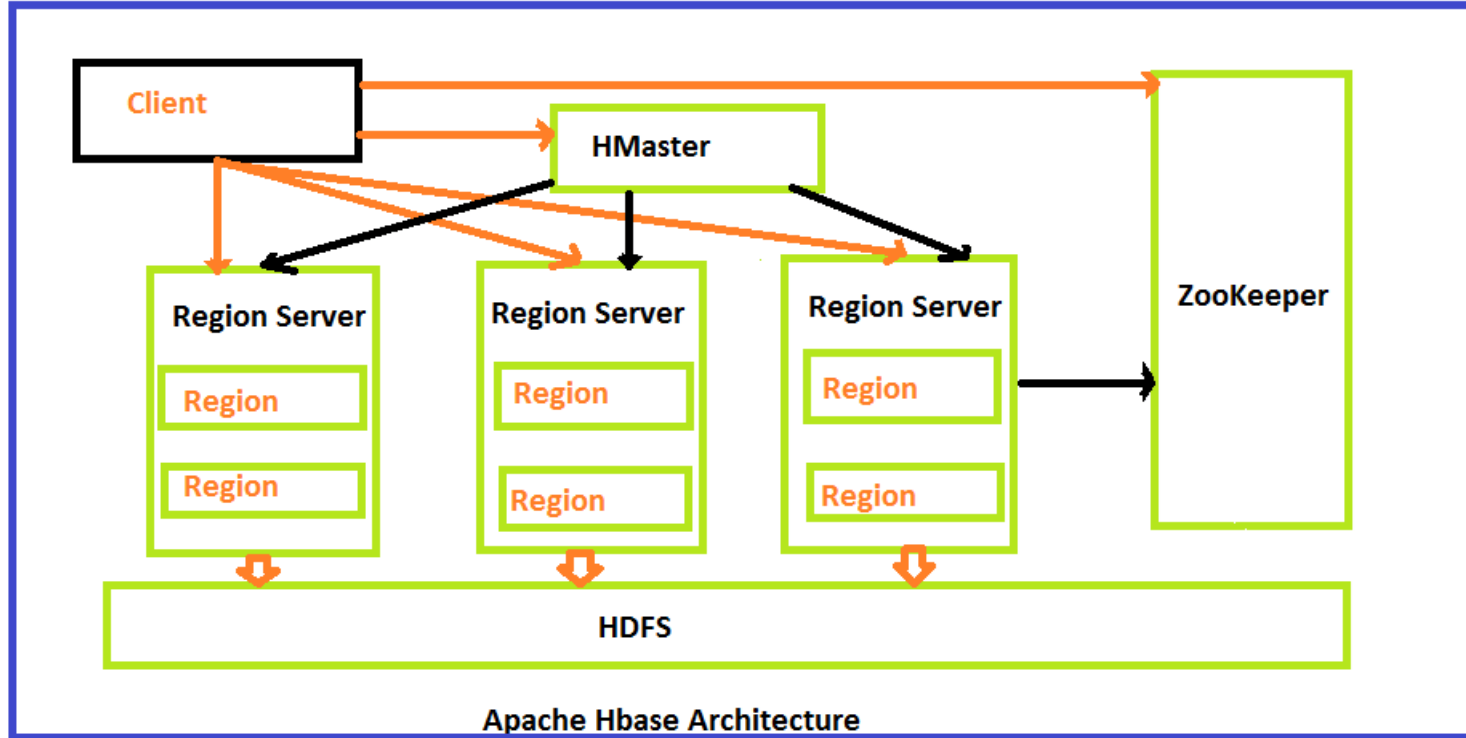 Client
HMaster
ZooKeeper
Region Server
Region
Region
Region Server
Region
Region
Region Server
Region
Region
HDFS
Apache Hbase Architecture